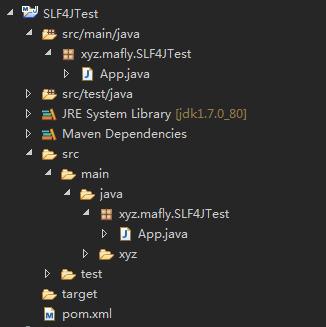 SLF4JTest
src/main/java
xyz.mafly.SLF4JTest
App.java
src/test/java
JRE System Library [jdk1.7.0_80]
Maven Dependencies
src
main
java
xyz.mafly.SLF4JTest
App.java
xyz
test
target
pom.xml